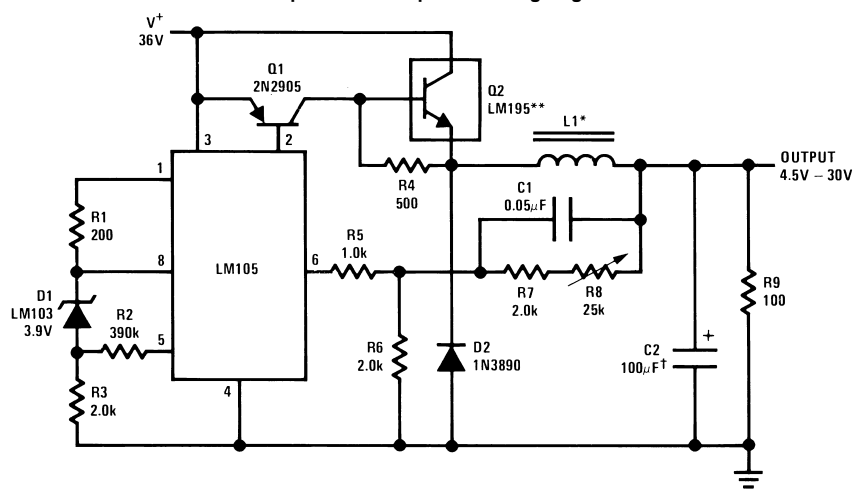 V+
36V
Q1
2N2905
Q2
LM195**
L1*
OUTPUT
4.5V – 30V
3
2
1
R4
500
C1
0.05μF
R1
200
LM105
8
6
R5
1.0k
R7
2.0k
R8
25k
R9
100
D1
LM103
3.9V
R2
390k
5
R6
2.0k
D2
1N3890
C2
100μF†
+
R3
2.0k
4